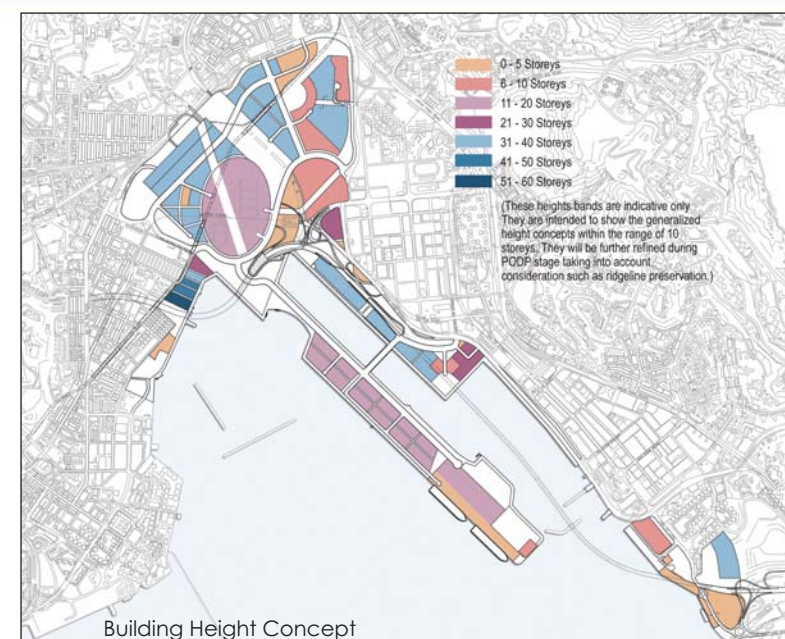 0 - 5 Storeys
6 - 10 Storeys
11 - 20 Storeys
21 - 30 Storeys
31 - 40 Storeys
41 - 50 Storeys
51 - 60 Storeys
(These heights bands are indicative only.
They are intended to show the generalized
height concepts within the range of 10
storeys. They will be further refined during
PODP stage taking into account
consideration such as ridgeline preservation.)
Building Height Concept